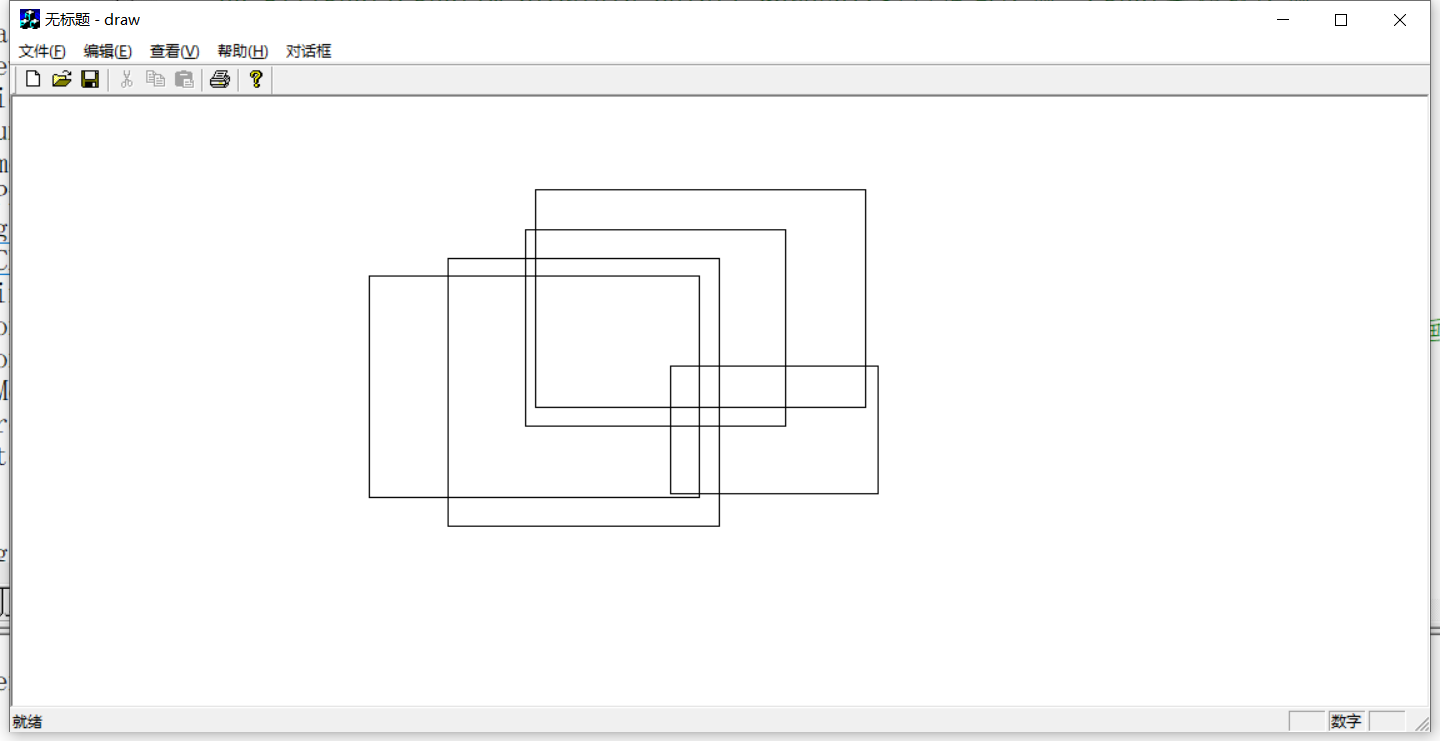 无标题 - draw
文件(F) 编辑(E) 查看(V) 帮助(H) 对话框
就绪 数字